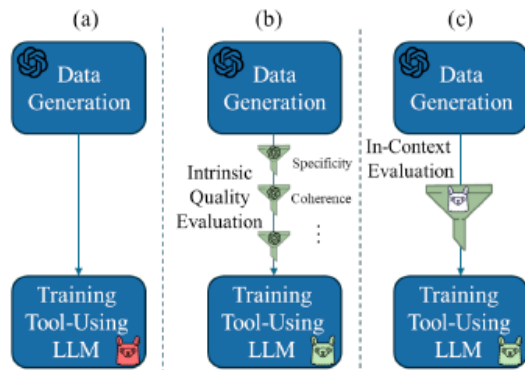 (a)
Data
Generation
Training
Tool-Using
LLM
(b)
Data
Generation
Intrinsic
Quality
Evaluation
Specificity
Coherence
⋮
Training
Tool-Using
LLM
(c)
Data
Generation
In-Context
Evaluation
Training
Tool-Using
LLM